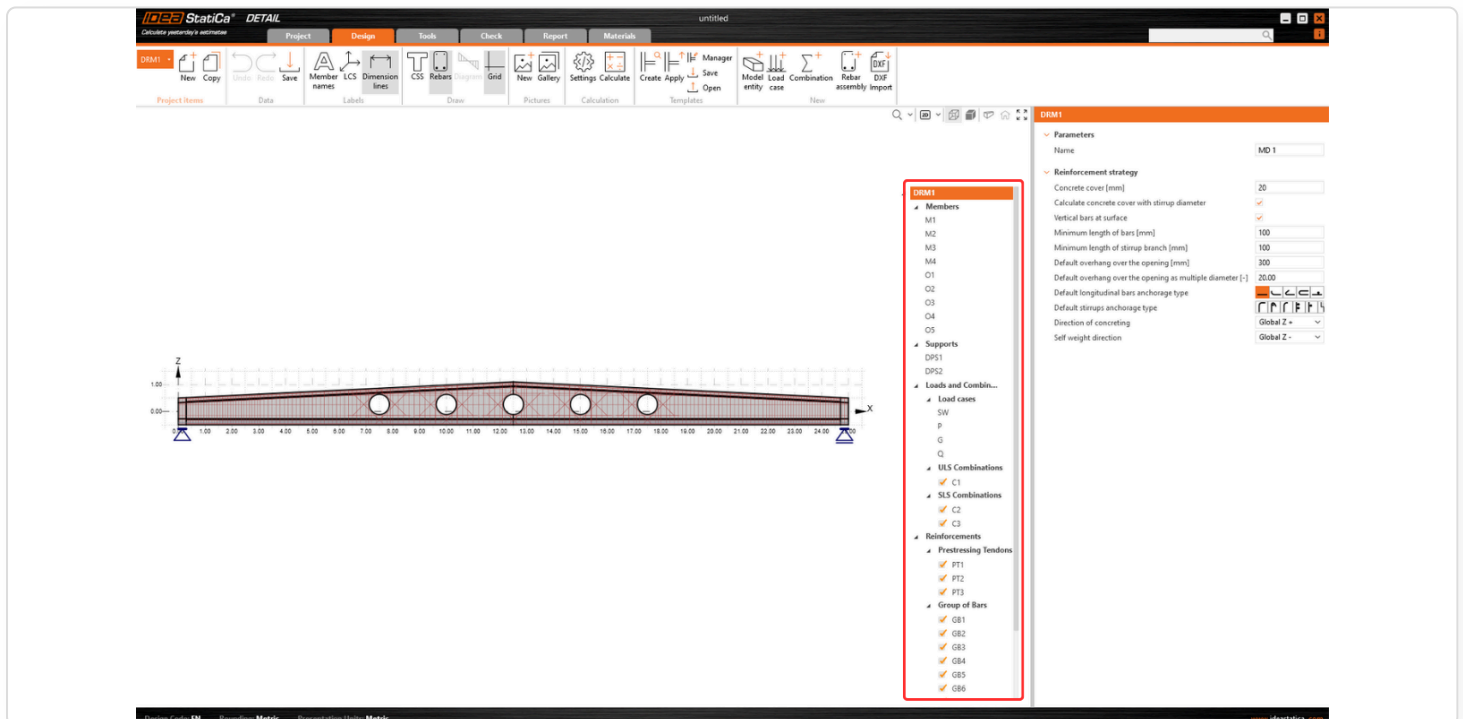 IDEA StatiCa® DETAIL
untitled
Calculate yesterday's estimates
Project Design Tools Check Report Materials
DRM1
New Copy
Undo Redo Save
Member names LCS Dimension lines
CSS Rebars Diagram Grid
New Gallery
Settings Calculate
Create Apply Manager
Save
Open
Model entity Load case Combination Rebar assembly DXF Import
Project items Data Labels Draw Pictures Calculation Templates New
DRM1
Parameters
Name MD 1
Reinforcement strategy
Concrete cover [mm] 20
Calculate concrete cover with stirrup diameter
Vertical bars at surface
Minimum length of bars [mm] 100
Minimum length of stirrup branch [mm] 100
Default overhang over the opening [mm] 300
Default overhang over the opening as multiple diameter [-] 20.00
Default longitudinal bars anchorage type
Default stirrups anchorage type
Direction of concreting Global Z +
Self weight direction Global Z -
DRM1
Members
M1
M2
M3
M4
O1
O2
O3
O4
O5
Supports
DPS1
DPS2
Loads and Combin...
Load cases
SW
P
G
Q
ULS Combinations
C1
SLS Combinations
C2
C3
Reinforcements
Prestressing Tendons
PT1
PT2
PT3
Group of Bars
GB1
GB2
GB3
GB4
GB5
GB6
Z
1.00
0.00
X
1.00 2.00 3.00 4.00 5.00 6.00 7.00 8.00 9.00 10.00 11.00 12.00 13.00 14.00 15.00 16.00 17.00 18.00 19.00 20.00 21.00 22.00 23.00 24.00
Design Code: EN Rounding: Metric Presentation Units: Metric
www.ideastatica.com